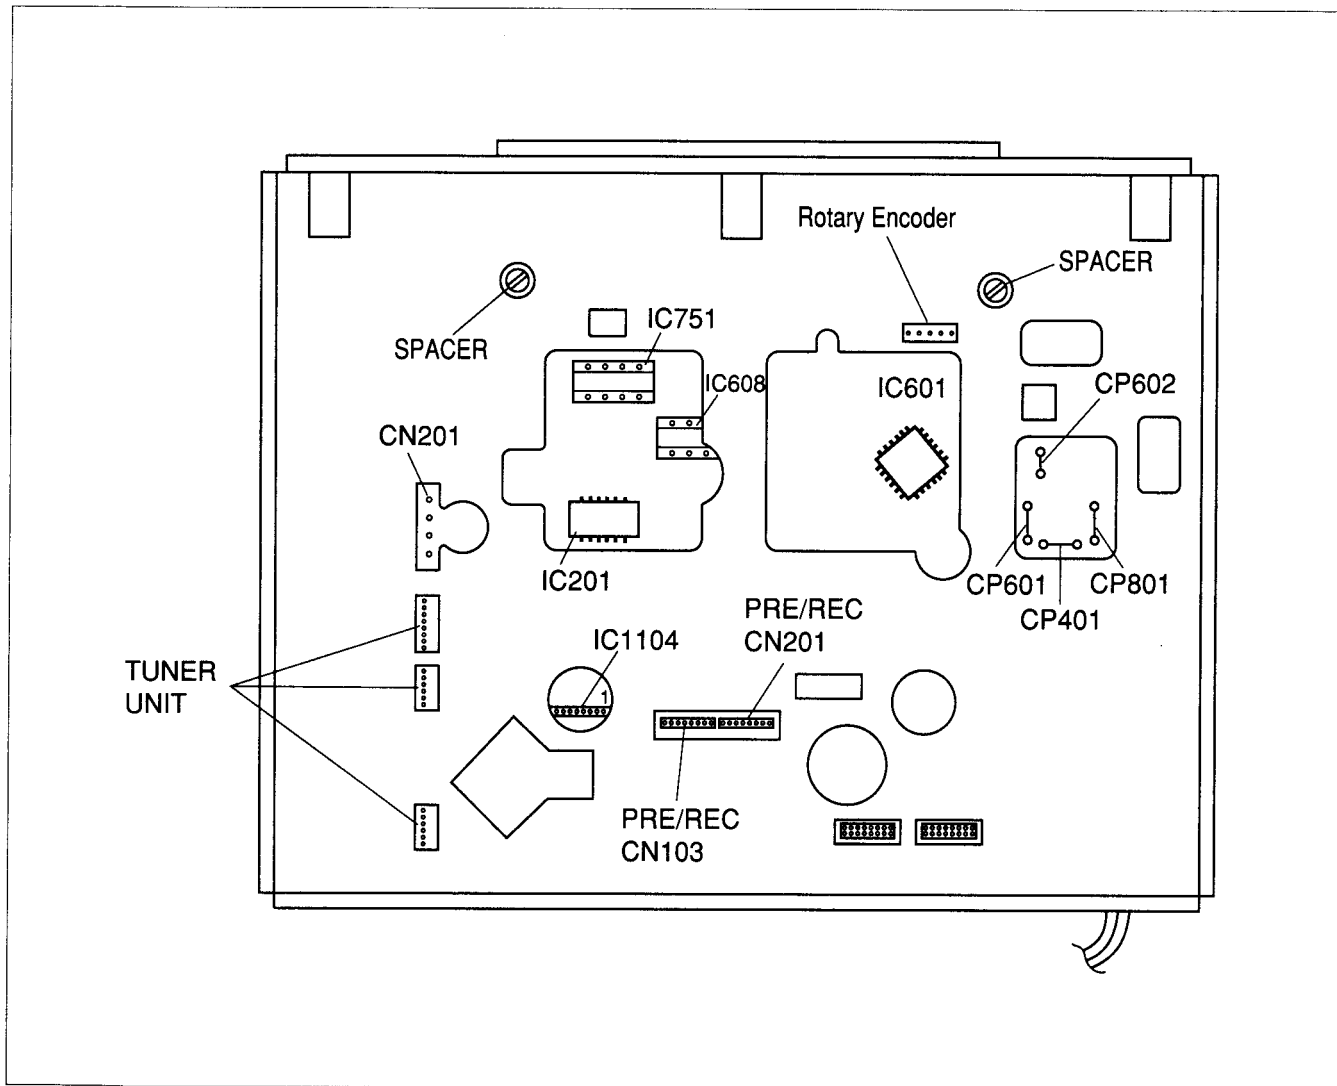 Rotary Encoder
SPACER
SPACER
IC751
IC608
IC601
CP602
CN201
IC201
CP601
CP801
CP401
PRE/REC
CN201
IC1104
1
TUNER
UNIT
PRE/REC
CN103